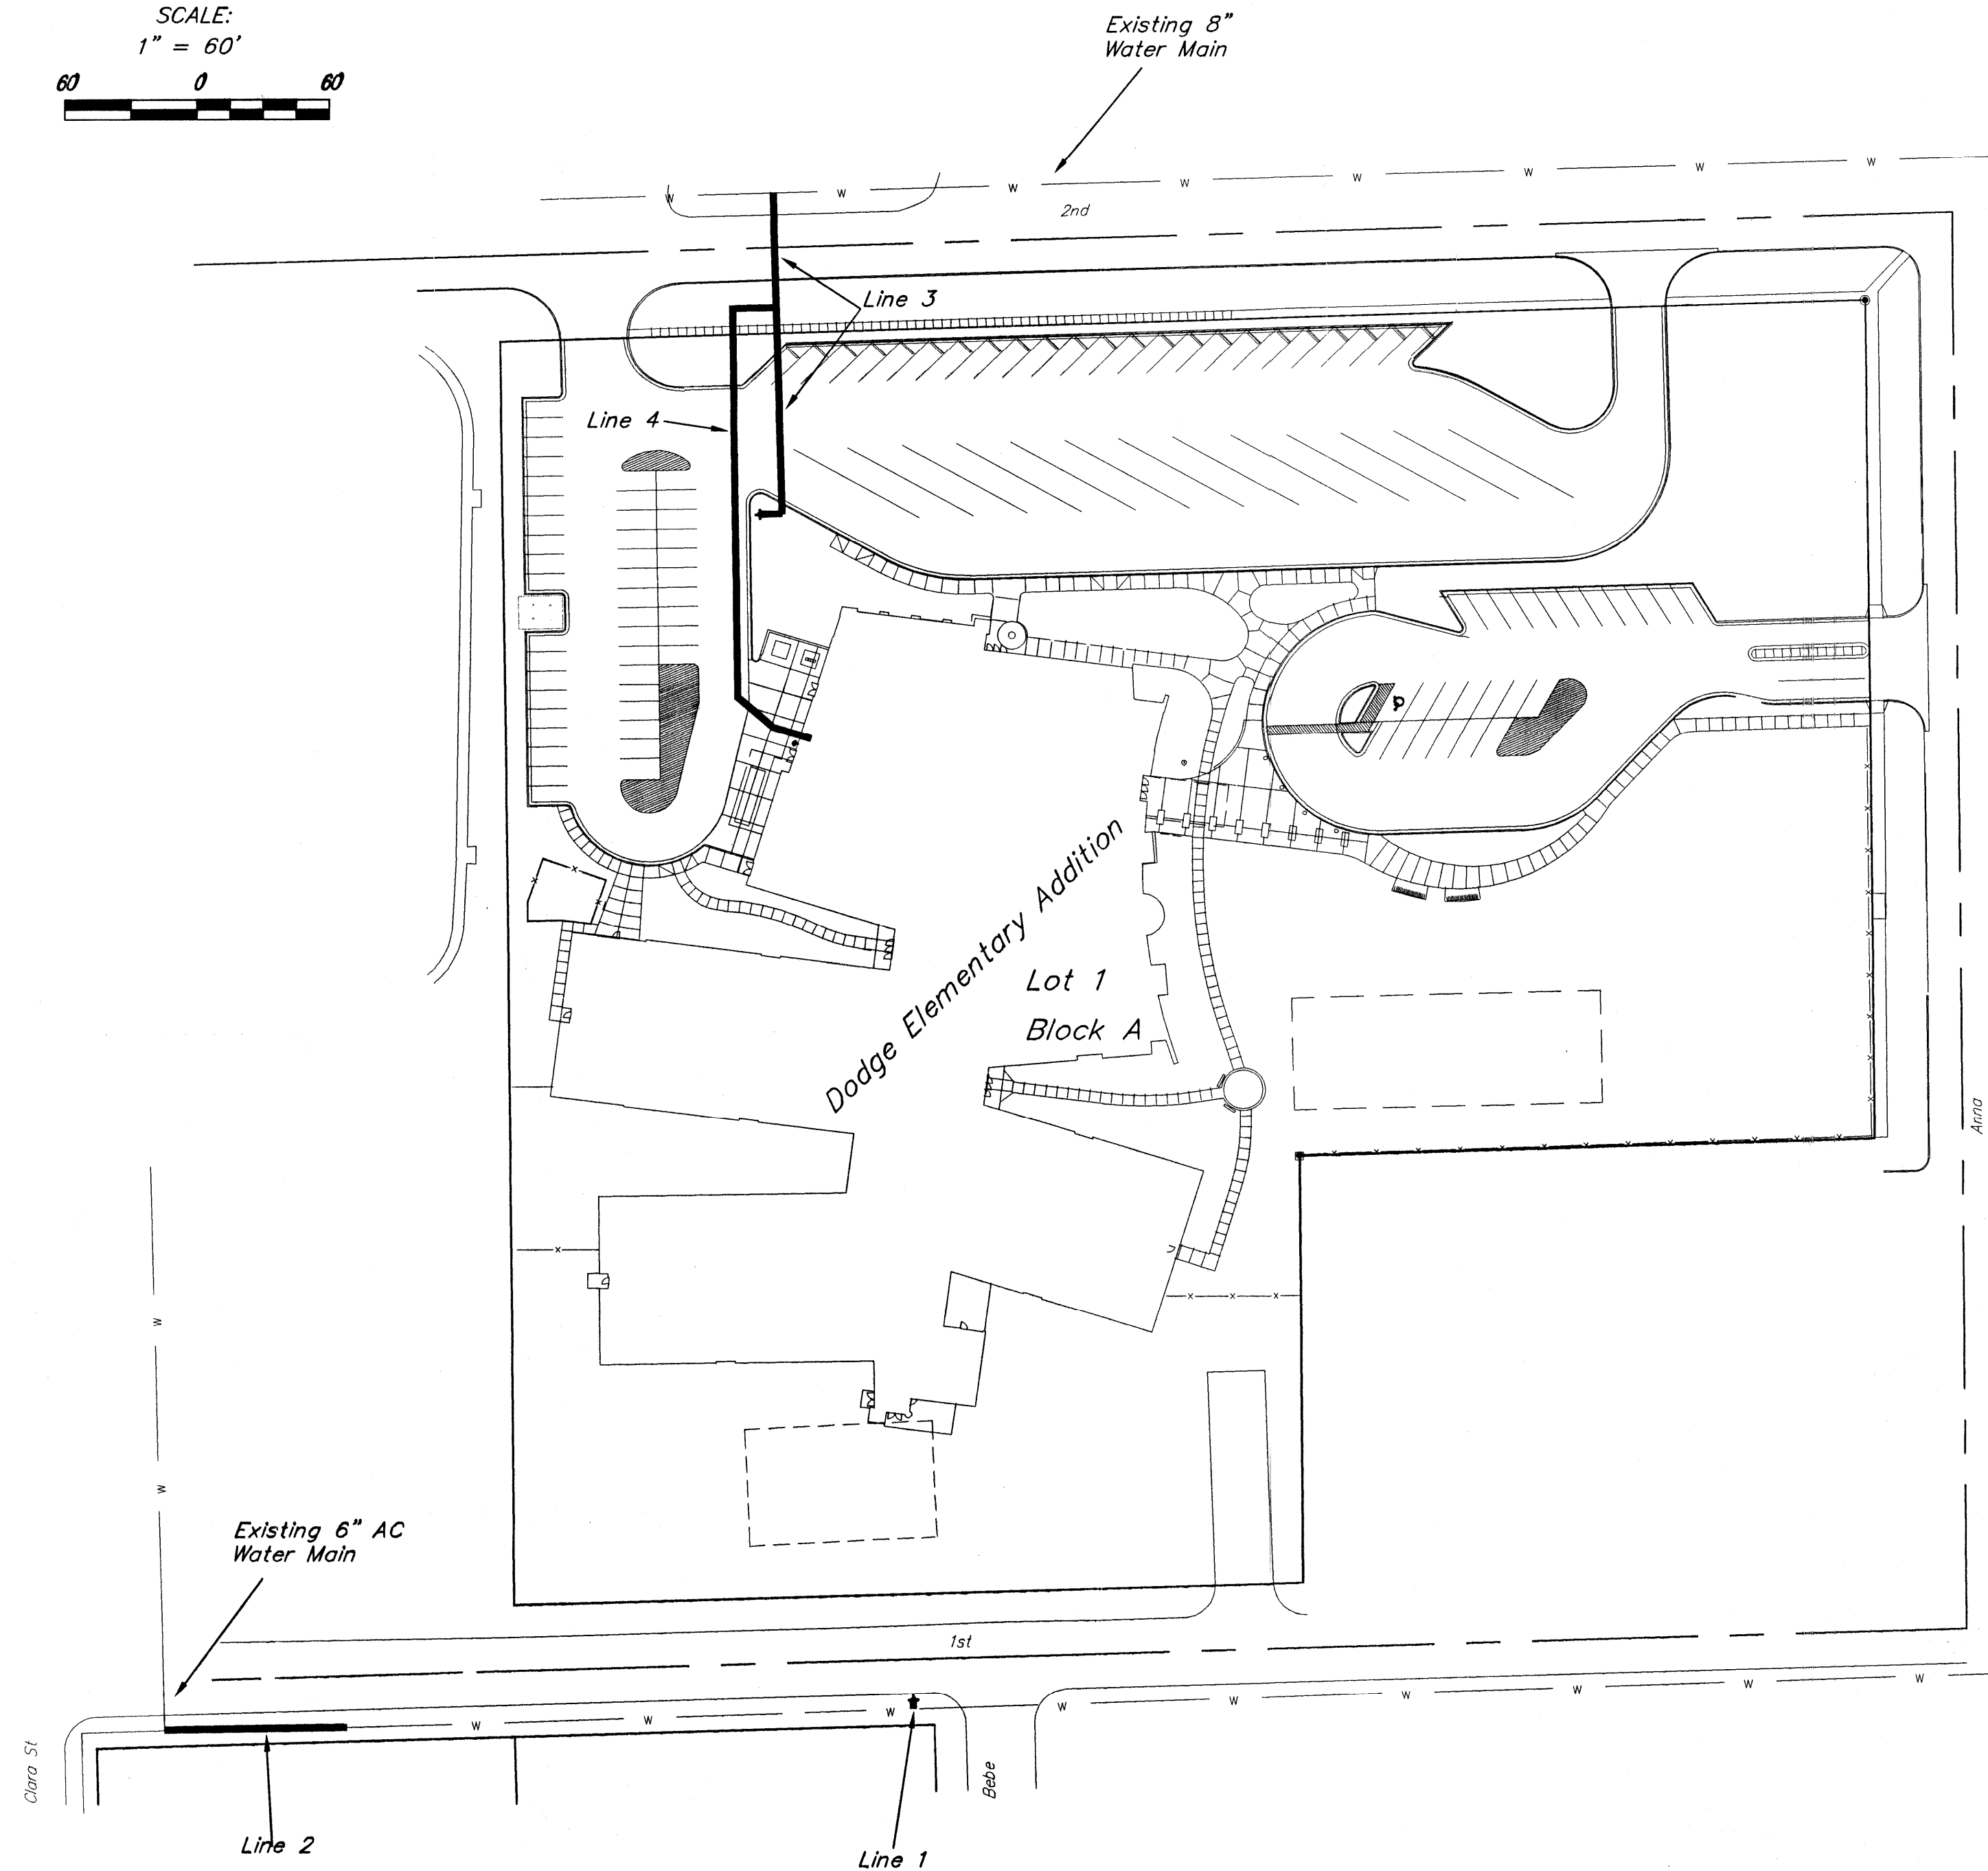 SCALE:
1" = 60'
60 0 60
Existing 8"
Water Main
W W W W W W W W
2nd
Line 3
Line 4
Dodge Elementary Addition
Lot 1
Block A
Anna
W
W
Existing 6" AC
Water Main
1st
W W W W W W W W W
Clara St
Bebe
Line 2
Line 1